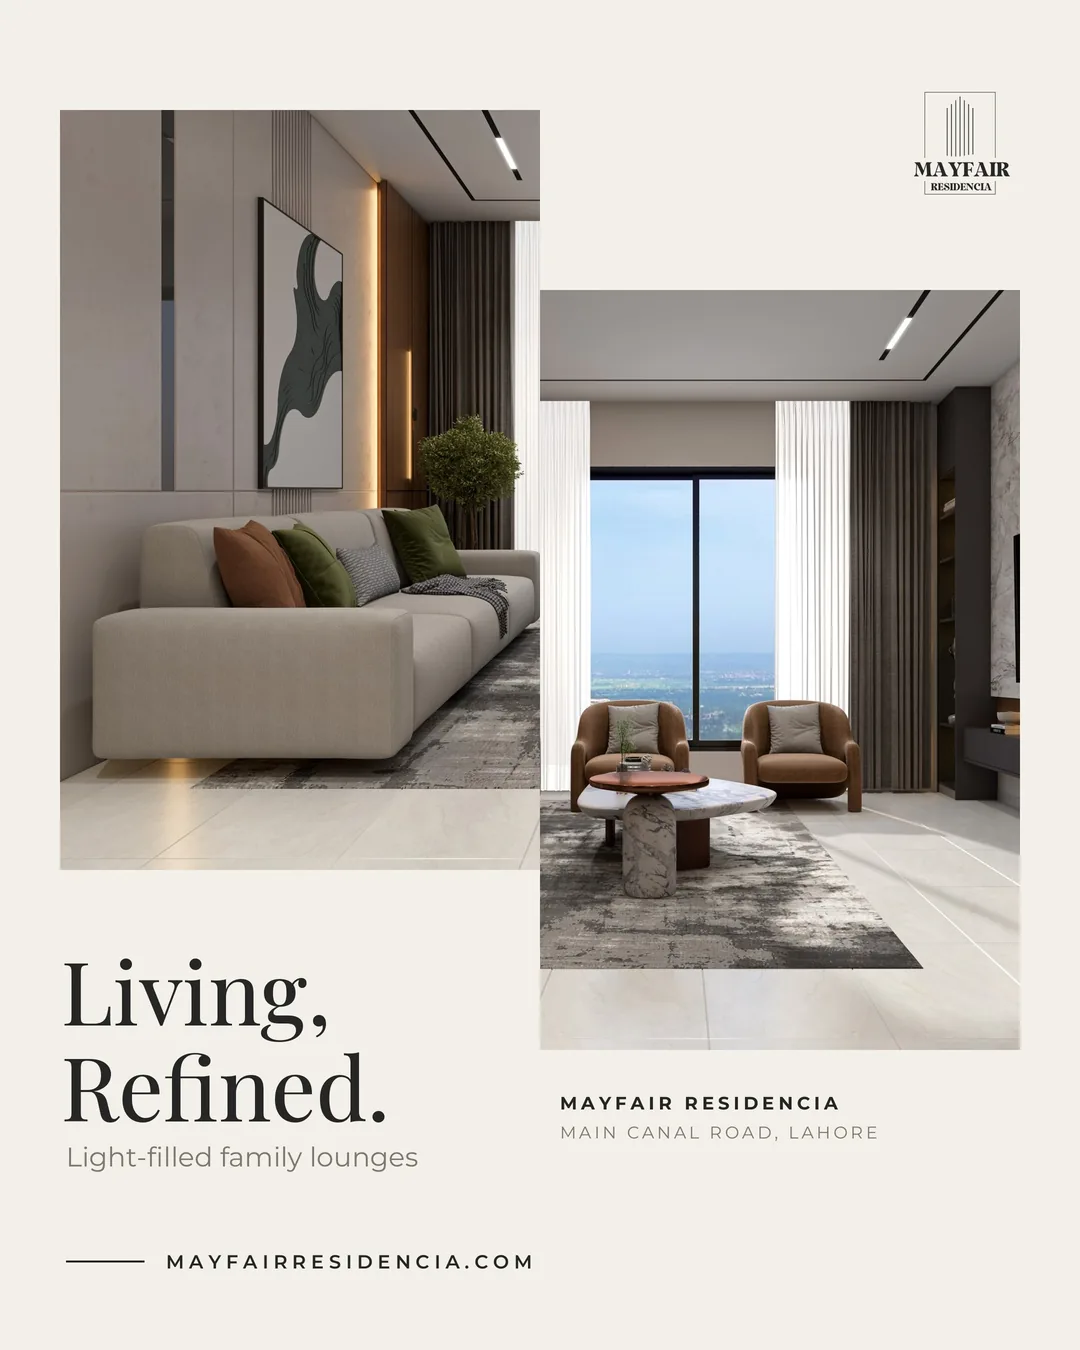 MAYFAIR
RESIDENCIA
Living,
Refined.
Light-filled family lounges
MAYFAIR RESIDENCIA
MAIN CANAL ROAD, LAHORE
MAYFAIRRESIDENCIA.COM